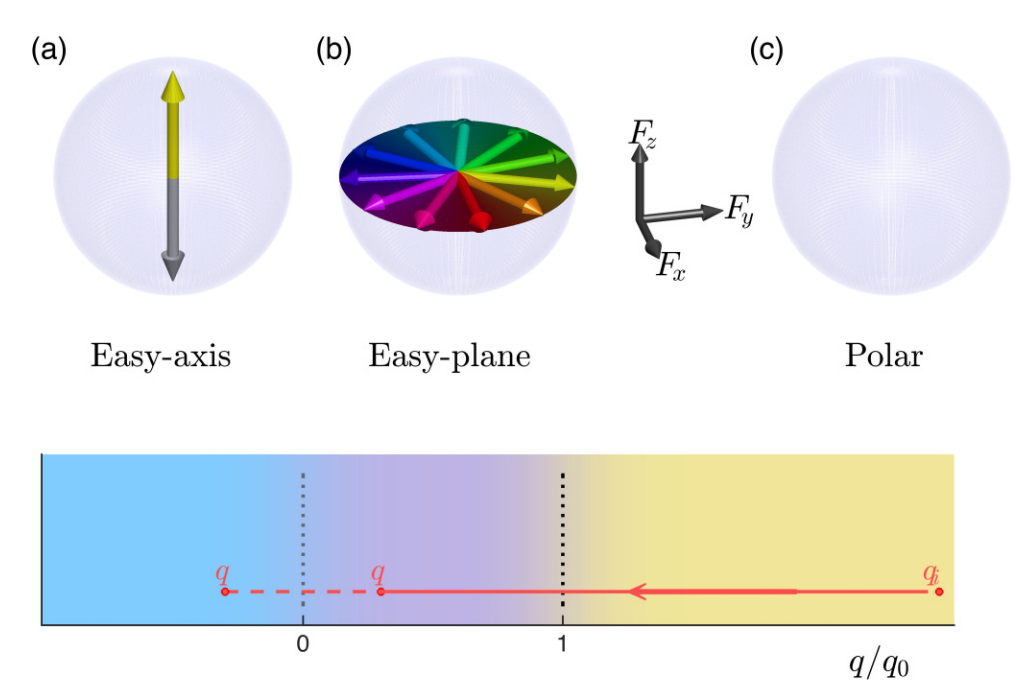 (a)
(b)
(c)
F_z
F_y
F_x
Easy-axis
Easy-plane
Polar
q
q
q_i
0
1
q/q_0